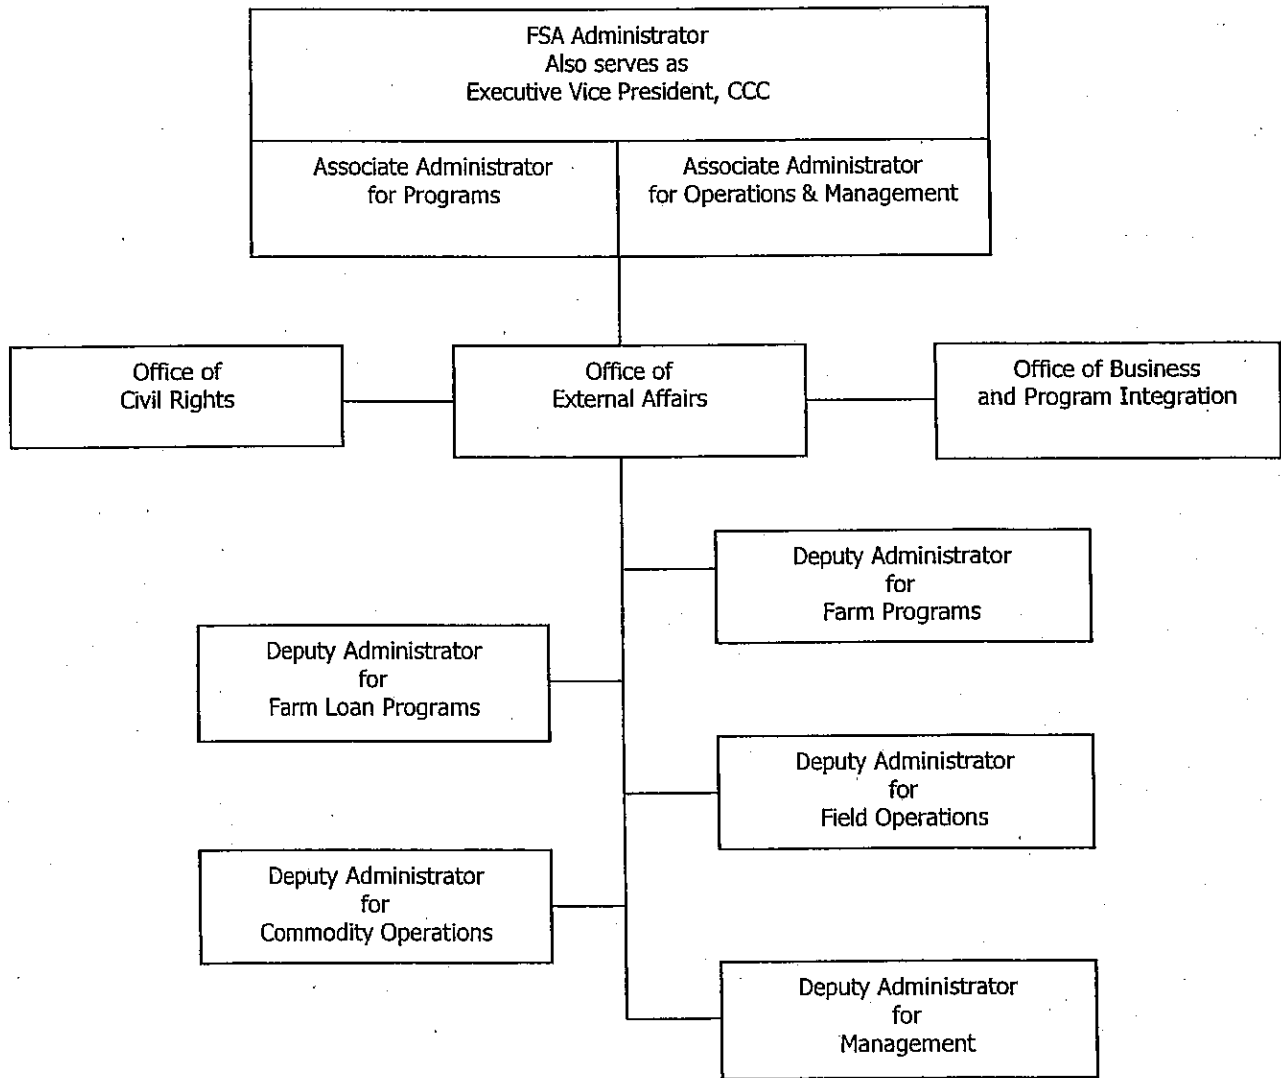 FSA Administrator
Also serves as
Executive Vice President, CCC
Associate Administrator
for Programs
Associate Administrator
for Operations & Management
Office of
Civil Rights
Office of
External Affairs
Office of Business
and Program Integration
Deputy Administrator
for
Farm Programs
Deputy Administrator
for
Farm Loan Programs
Deputy Administrator
for
Field Operations
Deputy Administrator
for
Commodity Operations
Deputy Administrator
for
Management